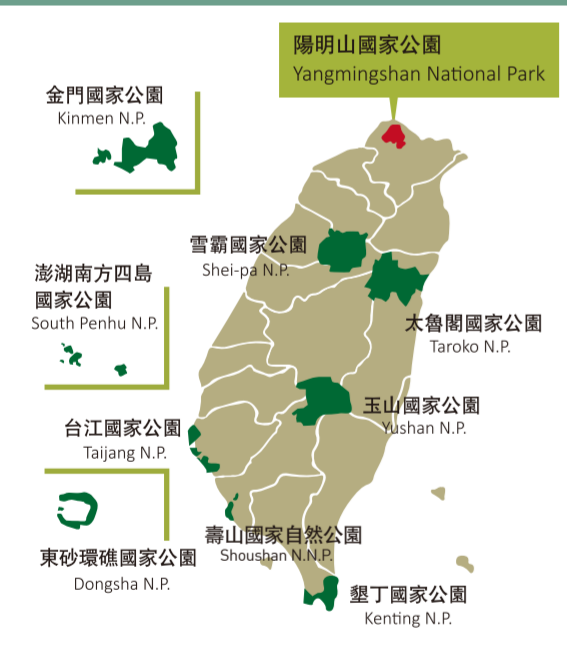 陽明山國家公園
Yangmingshan National Park
金門國家公園
Kinmen N.P.
雪霸國家公園
Shei-pa N.P.
澎湖南方四島
國家公園
South Penhu N.P.
太魯閣國家公園
Taroko N.P.
玉山國家公園
Yushan N.P.
台江國家公園
Taijang N.P.
壽山國家自然公園
Shoushan N.N.P.
東砂環礁國家公園
Dongsha N.P.
墾丁國家公園
Kenting N.P.